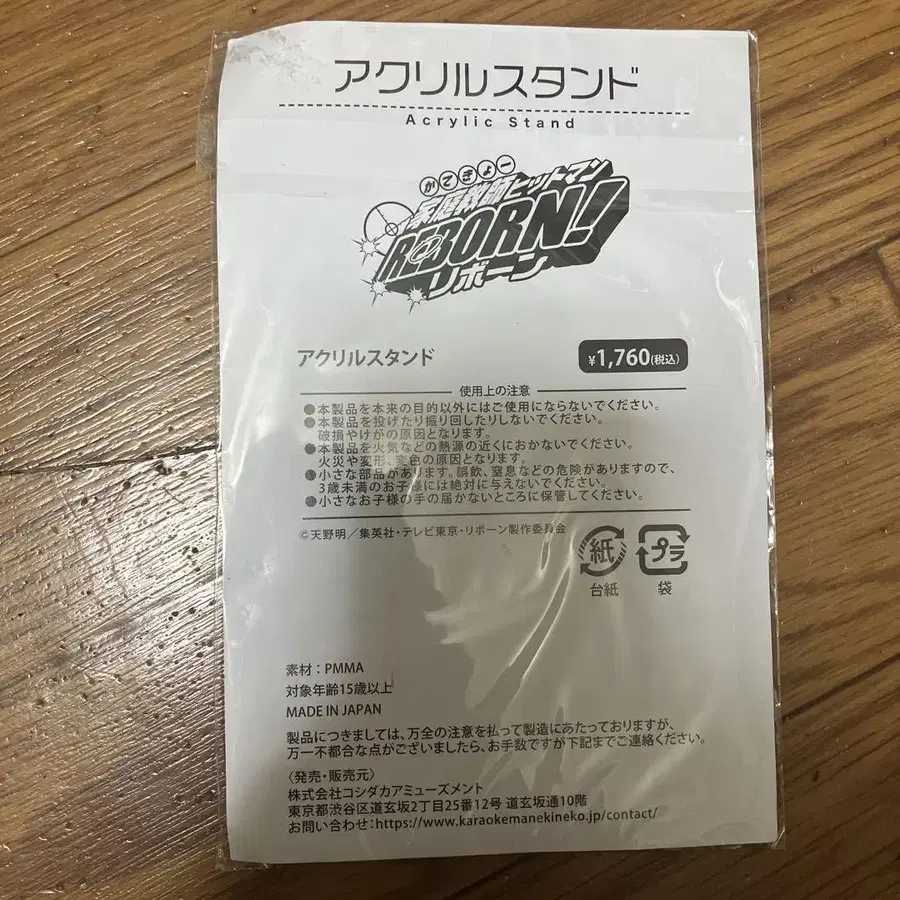 アクリルスタンド
Acrylic Stand
かてきょー
家庭教師ヒットマン
REBORN!
リボーン
アクリルスタンド
¥1,760(税込)
使用上の注意
●本製品を本来の目的以外にはご使用にならないでください。
●本製品を投げたり振り回したりしないでください。
破損やけがの原因となります。
●本製品を火気などの熱源の近くにおかないでください。
火災や変形、変色の原因となります。
●小さな部品があります。誤飲、窒息などの危険がありますので、
3歳未満のお子様には絶対に与えないでください。
●小さなお子様の手の届かないところに保管してください。
©天野明／集英社・テレビ東京・リボーン製作委員会
紙
プラ
台紙
袋
素材：PMMA
対象年齢15歳以上
MADE IN JAPAN
製品につきましては、万全の注意を払って製造にあたっておりますが、
万一不都合な点がございましたら、お手数ですが下記までご連絡ください。
〈発売・販売元〉
株式会社コシダカアミューズメント
東京都渋谷区道玄坂2丁目25番12号 道玄坂通10階
お問い合わせ:https://www.karaokemanekineko.jp/contact/